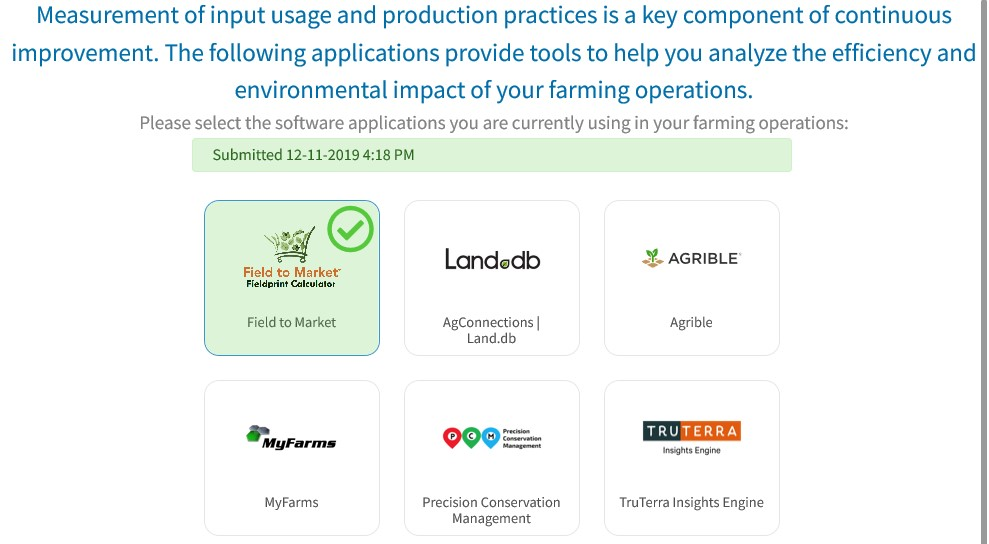 Measurement of input usage and production practices is a key component of continuous
improvement. The following applications provide tools to help you analyze the efficiency and
environmental impact of your farming operations.
Please select the software applications you are currently using in your farming operations:
Submitted 12-11-2019 4:18 PM
Field to Market
Fieldprint Calculator
Field to Market
Land.db
AgConnections |
Land.db
AGRIBLE
Agrible
MyFarms
MyFarms
P C M Precision
Conservation
Management
Precision Conservation
Management
TRUTERRA
Insights Engine
TruTerra Insights Engine